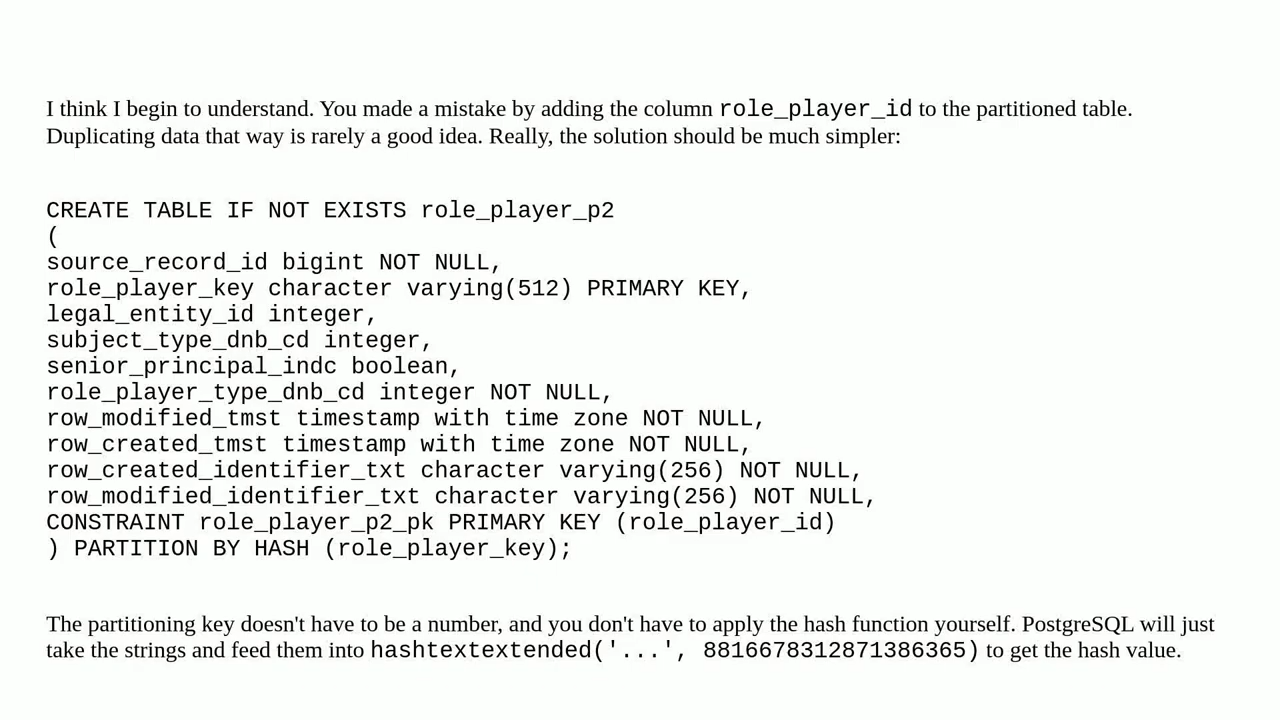 I think I begin to understand. You made a mistake by adding the column role_player_id to the partitioned table.
Duplicating data that way is rarely a good idea. Really, the solution should be much simpler:
CREATE TABLE IF NOT EXISTS role_player_p2
(
source_record_id bigint NOT NULL,
role_player_key character varying(512) PRIMARY KEY,
legal_entity_id integer,
subject_type_dnb_cd integer,
senior_principal_indc boolean,
role_player_type_dnb_cd integer NOT NULL,
row_modified_tmst timestamp with time zone NOT NULL,
row_created_tmst timestamp with time zone NOT NULL,
row_created_identifier_txt character varying(256) NOT NULL,
row_modified_identifier_txt character varying(256) NOT NULL,
CONSTRAINT role_player_p2_pk PRIMARY KEY (role_player_id)
) PARTITION BY HASH (role_player_key);
The partitioning key doesn't have to be a number, and you don't have to apply the hash function yourself. PostgreSQL will just
take the strings and feed them into hashtextextended('...', 8816678312871386365) to get the hash value.